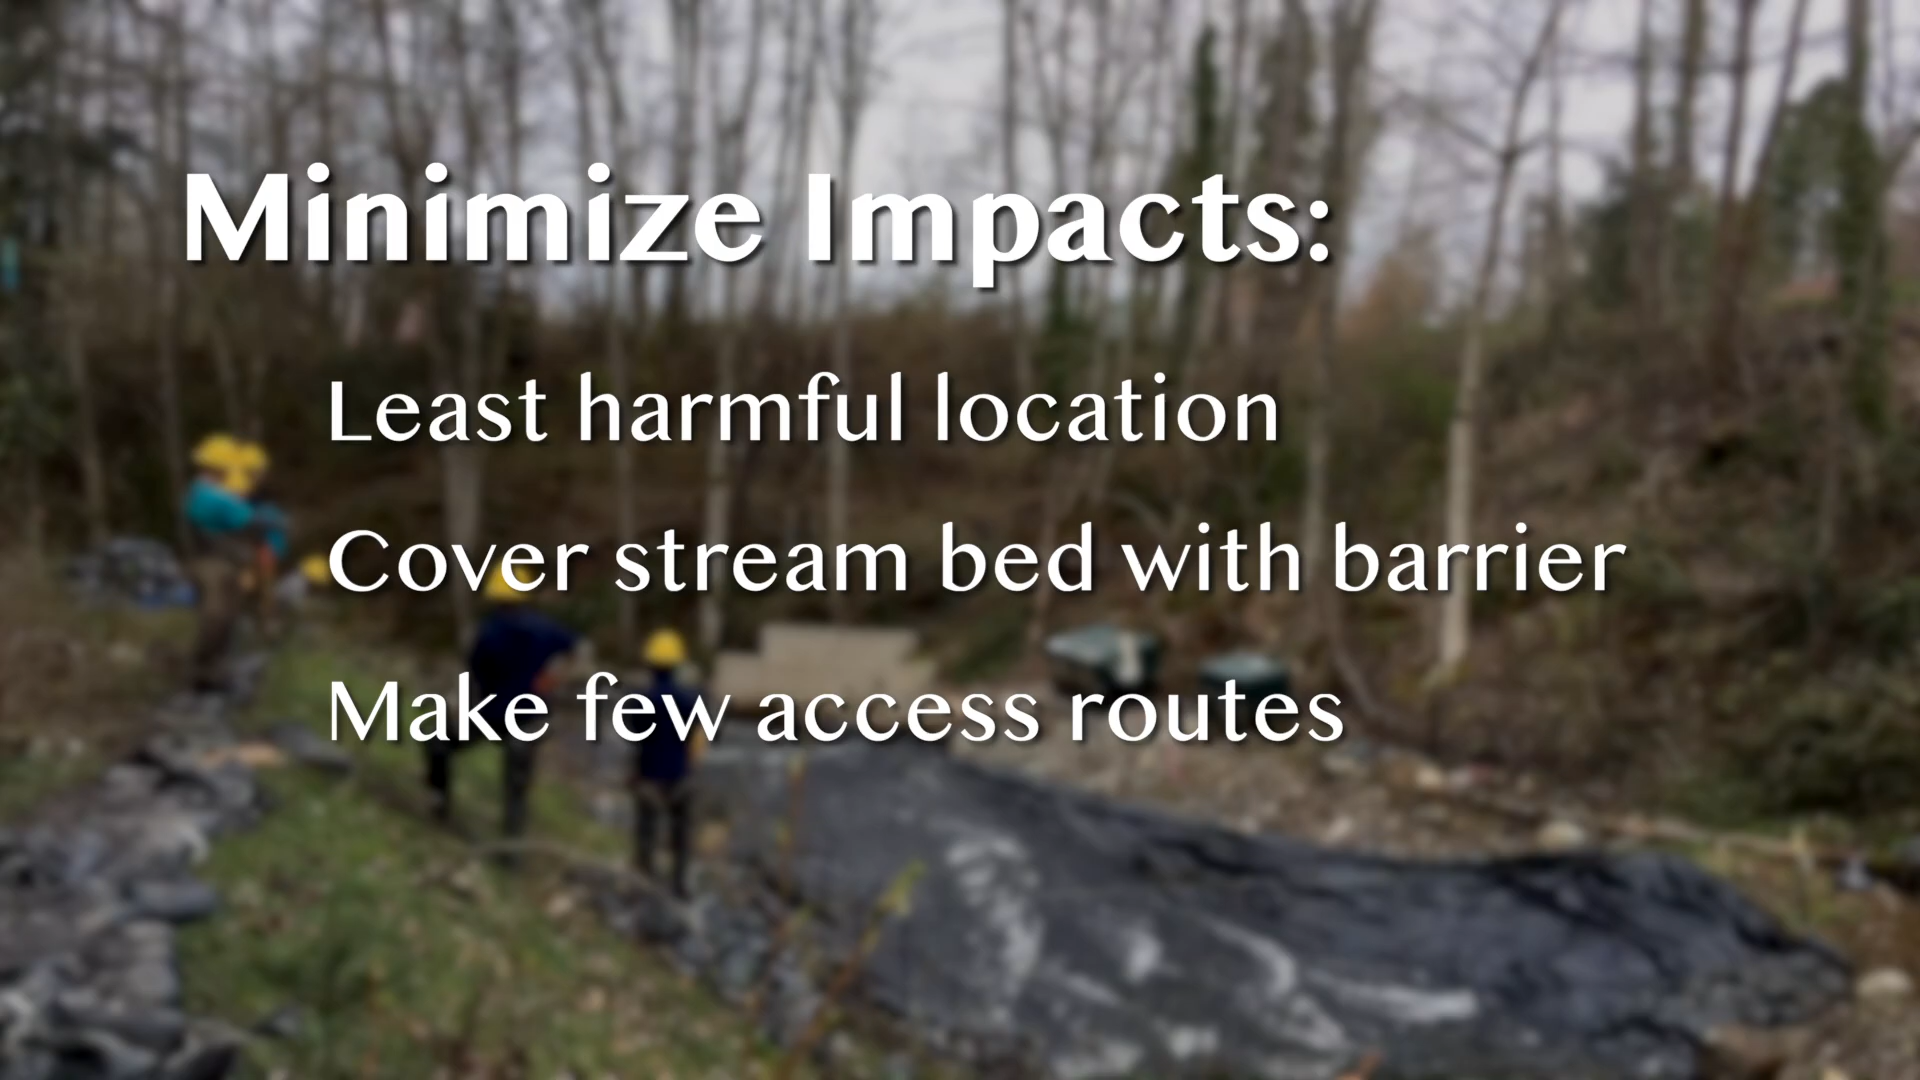 Minimize Impacts:
Least harmful location
Cover stream bed with barrier
Make few access routes